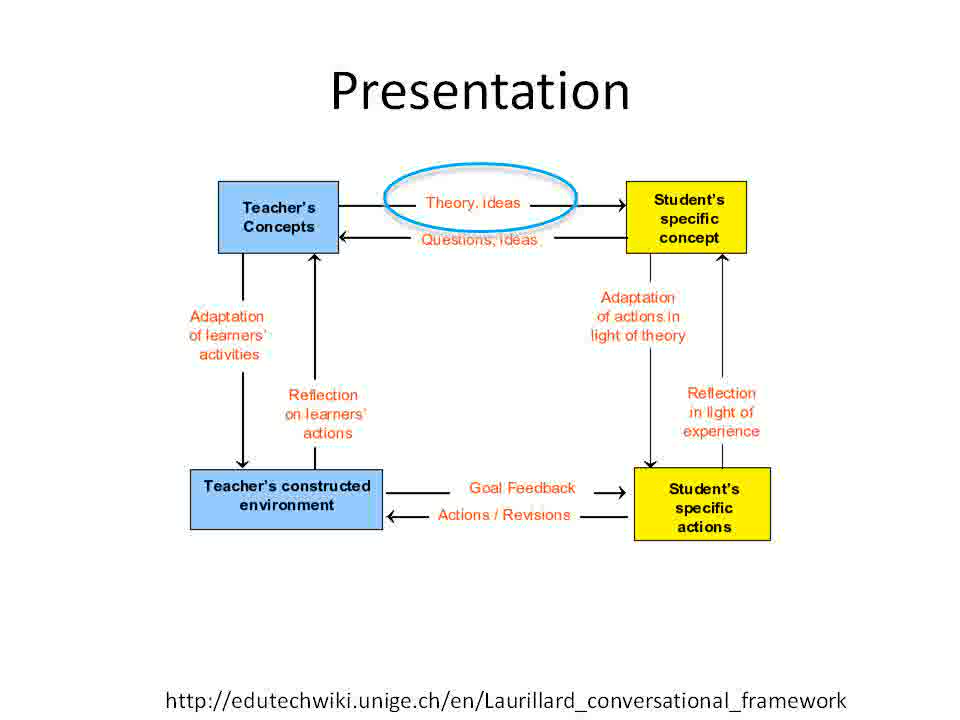 Presentation
Teacher's
Concepts
Theory, ideas
Questions, ideas
Student's
specific
concept
Adaptation
of learners'
activities
Reflection
on learners'
actions
Adaptation
of actions in
light of theory
Reflection
in light of
experience
Teacher's constructed
environment
Goal Feedback
Actions / Revisions
Student's
specific
actions
http://edutechwiki.unige.ch/en/Laurillard_conversational_framework